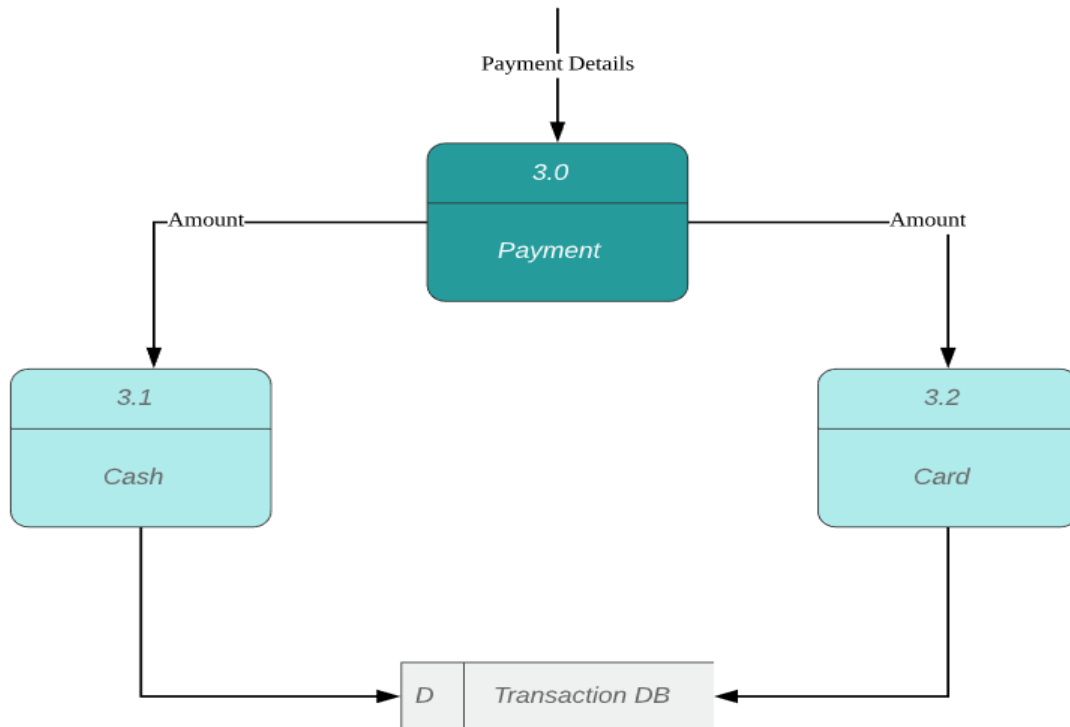 Payment Details
3.0
Amount
Amount
Payment
3.1
3.2
Cash
Card
D
Transaction DB